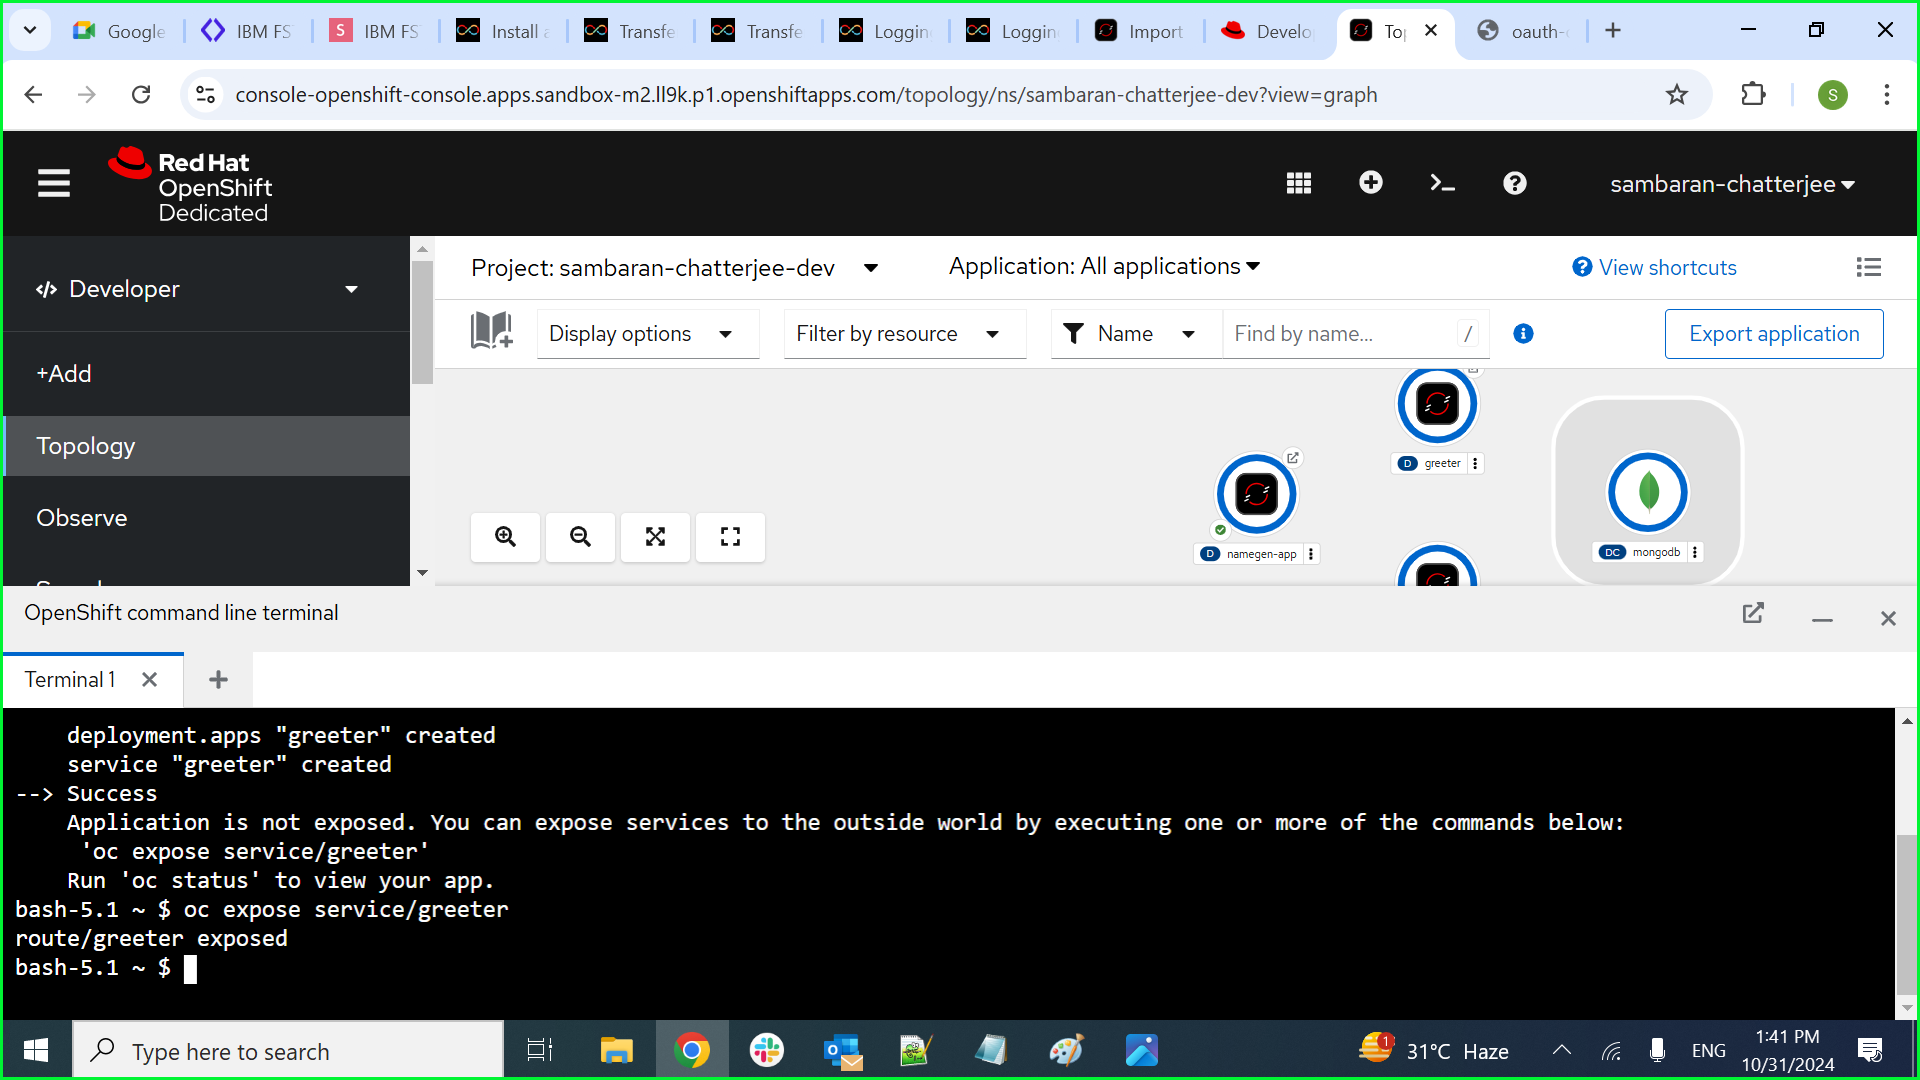 Google
IBM FS
S
IBM FS
Install a
Transfe
Transfe
Loggin
Loggin
Import
Develo
To
oauth-
console-openshift-console.apps.sandbox-m2.ll9k.p1.openshiftapps.com/topology/ns/sambaran-chatterjee-dev?view=graph
S
Red Hat
OpenShift
Dedicated
sambaran-chatterjee
Developer
+Add
Topology
Observe
Project: sambaran-chatterjee-dev
Application: All applications
View shortcuts
Display options
Filter by resource
Name
Find by name...
/
Export application
D greeter
D namegen-app
DC mongodb
OpenShift command line terminal
Terminal 1
deployment.apps "greeter" created
service "greeter" created
--> Success
Application is not exposed. You can expose services to the outside world by executing one or more of the commands below:
'oc expose service/greeter'
Run 'oc status' to view your app.
bash-5.1 ~ $ oc expose service/greeter
route/greeter exposed
bash-5.1 ~ $
Type here to search
1
31°C Haze
ENG
1:41 PM
10/31/2024